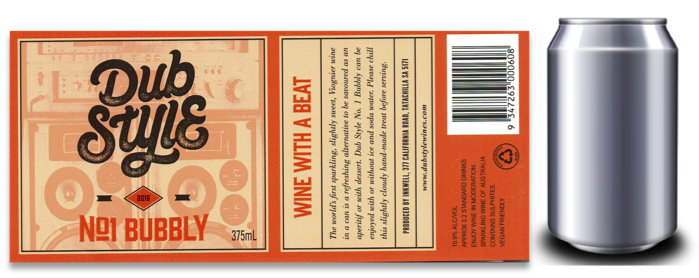 Dub
Style
2016
No1 BUBBLY
375mL
WINE WITH A BEAT
The world's first sparkling, slightly sweet, Viognier wine
in a can is a refreshing alternative to be savoured as an
aperitif or with dessert. Dub Style No. 1 Bubbly can be
enjoyed with or without ice and soda water. Please chill
this slightly cloudy hand-made treat before serving.
PRODUCED BY INKWELL, 377 CALIFORNIA ROAD, TATACHILLA SA 5171
www.dubstylewines.com
9 347263 000608
10.9% ALC/VOL
APPROX 3.2 STANDARD DRINKS
ENJOY WINE IN MODERATION
SPARKLING WINE OF AUSTRALIA
CONTAINS SULPHITES
VEGAN FRIENDLY